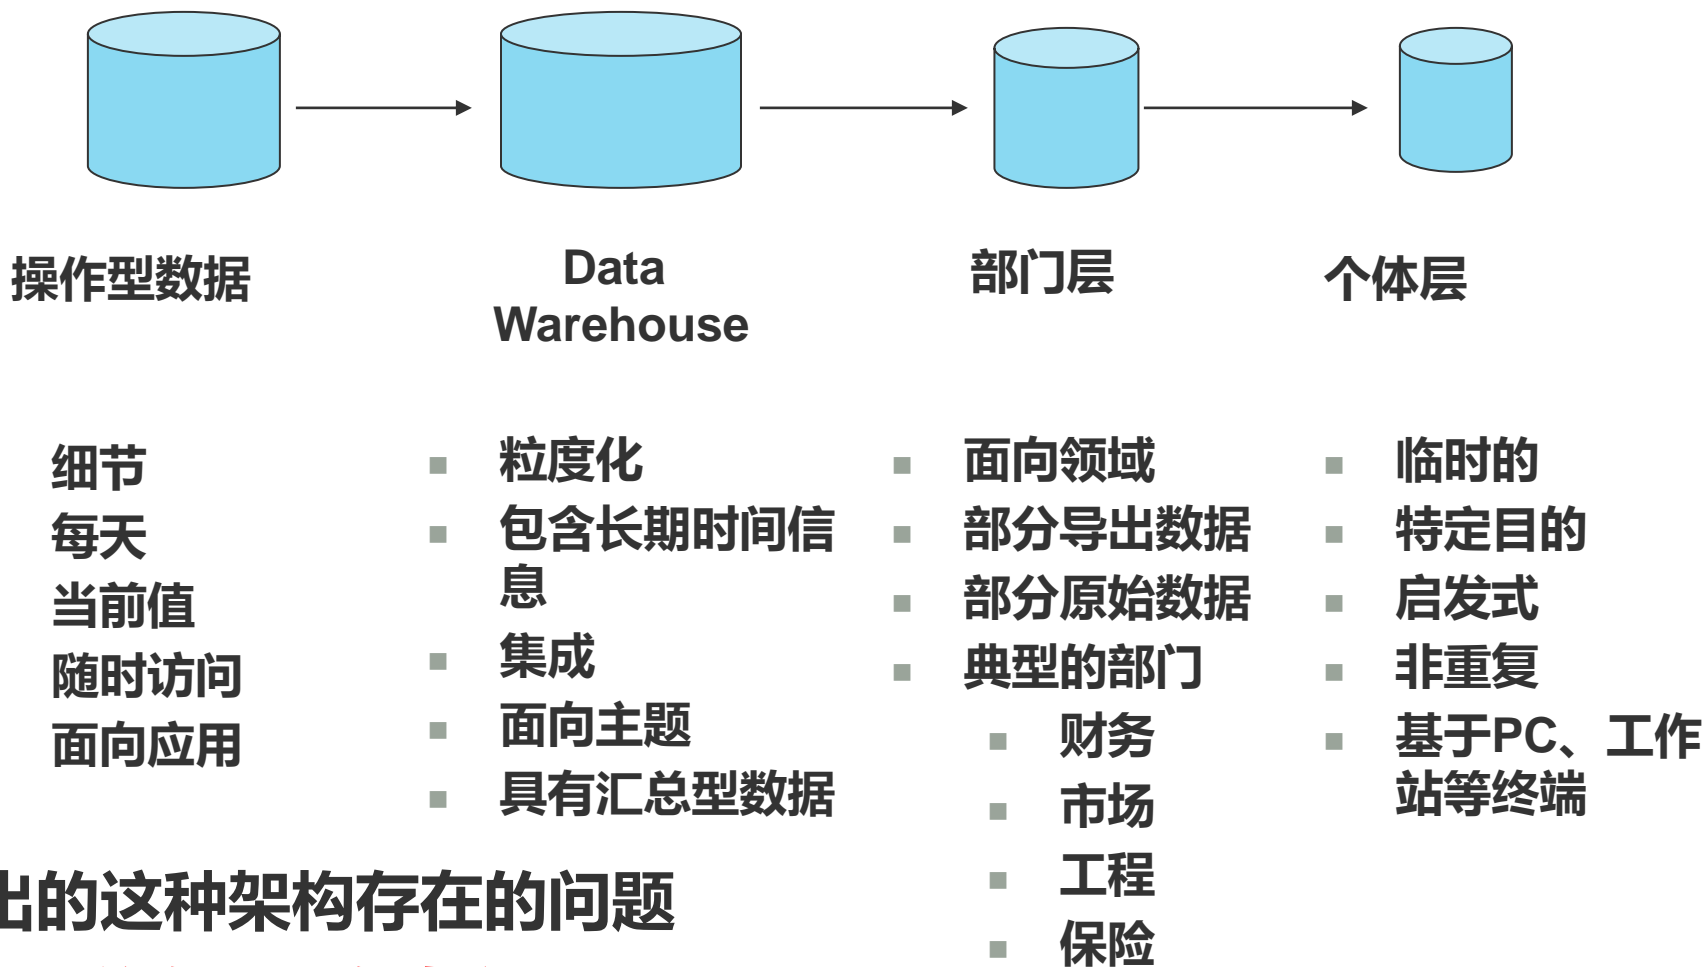 操作型数据
Data
Warehouse
部门层
个体层
细节
每天
当前值
随时访问
面向应用
粒度化
包含长期时间信
息
集成
面向主题
具有汇总型数据
面向领域
部分导出数据
部分原始数据
典型的部门
财务
市场
工程
保险
临时的
特定目的
启发式
非重复
基于PC、工作
站等终端
出的这种架构存在的问题